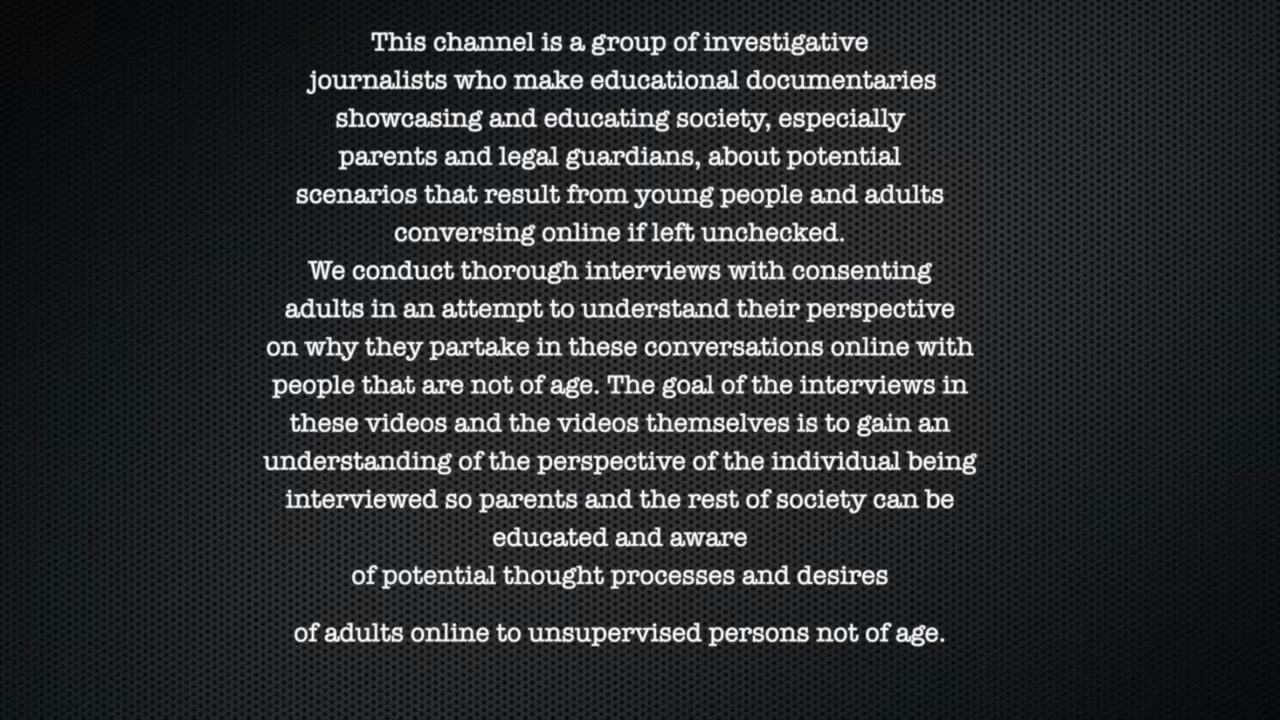 This channel is a group of investigative
journalists who make educational documentaries
showcasing and educating society, especially
parents and legal guardians, about potential
scenarios that result from young people and adults
conversing online if left unchecked.
We conduct thorough interviews with consenting
adults in an attempt to understand their perspective
on why they partake in these conversations online with
people that are not of age. The goal of the interviews in
these videos and the videos themselves is to gain an
understanding of the perspective of the individual being
interviewed so parents and the rest of society can be
educated and aware
of potential thought processes and desires
of adults online to unsupervised persons not of age.